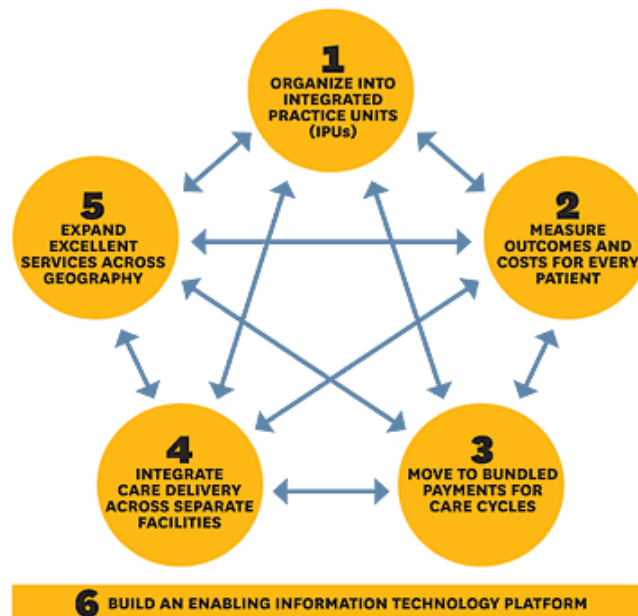 1
ORGANIZE INTO
INTEGRATED
PRACTICE UNITS
(IPUs)
2
MEASURE
OUTCOMES AND
COSTS FOR EVERY
PATIENT
3
MOVE TO BUNDLED
PAYMENTS FOR
CARE CYCLES
4
INTEGRATE
CARE DELIVERY
ACROSS SEPARATE
FACILITIES
5
EXPAND
EXCELLENT
SERVICES ACROSS
GEOGRAPHY
6 BUILD AN ENABLING INFORMATION TECHNOLOGY PLATFORM